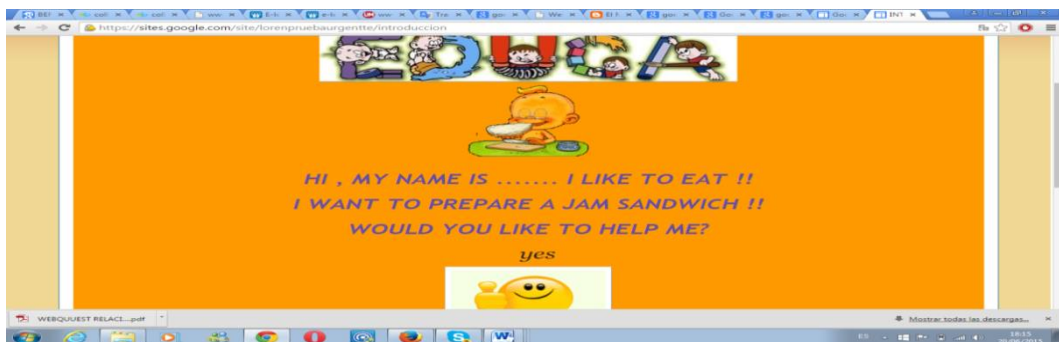 https://sites.google.com/site/lorenpruebaurgentte/introduccion
EDUCA
HI , MY NAME IS ....... I LIKE TO EAT !!
I WANT TO PREPARE A JAM SANDWICH !!
WOULD YOU LIKE TO HELP ME?
yes
WEBQUUEST RELACI....pdf
Mostrar todas las descargas...
ES
18:15